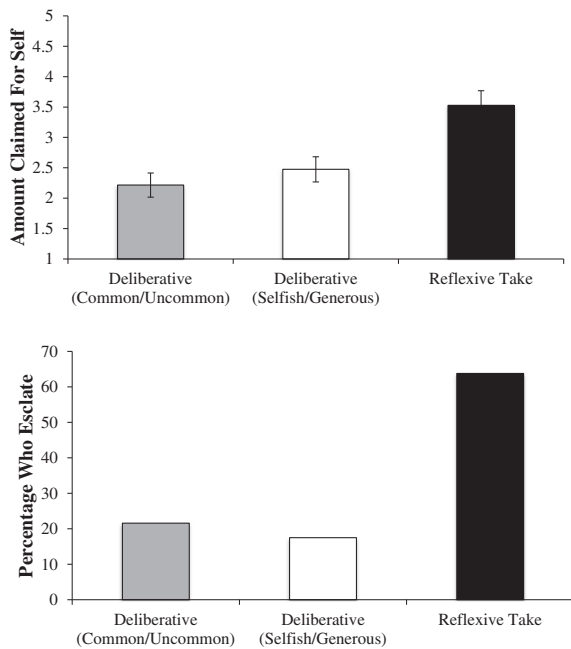 Amount Claimed For Self
5
4.5
4
3.5
3
2.5
2
1.5
1
Deliberative
(Common/Uncommon)
Deliberative
(Selfish/Generous)
Reflexive Take
Percentage Who Esclate
70
60
50
40
30
20
10
0
Deliberative
(Common/Uncommon)
Deliberative
(Selfish/Generous)
Reflexive Take